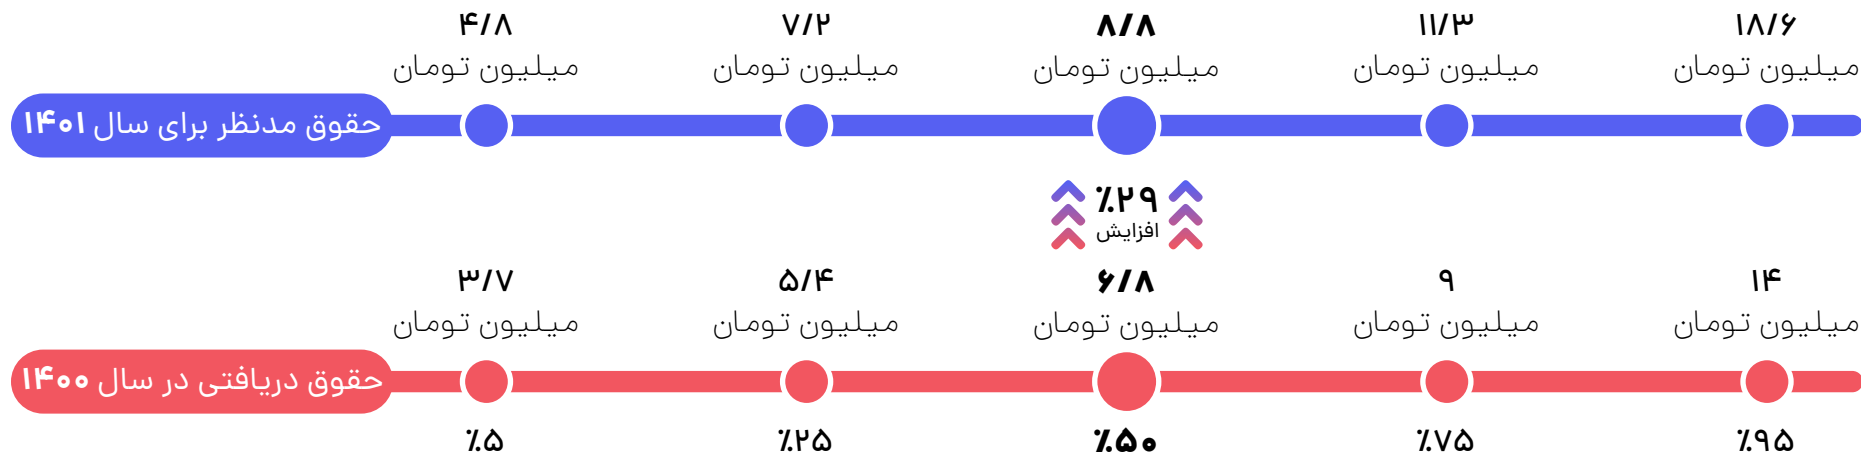 ۴/۸
میلیون تومان
۷/۲
میلیون تومان
۸/۸
میلیون تومان
۱۱/۳
میلیون تومان
۱۸/۶
میلیون تومان
حقوق مدنظر برای سال ۱۴۰۱
٪۲۹
افزایش
۳/۷
میلیون تومان
۵/۴
میلیون تومان
۶/۸
میلیون تومان
۹
میلیون تومان
۱۴
میلیون تومان
حقوق دریافتی در سال ۱۴۰۰
٪۵
٪۲۵
٪۵۰
٪۷۵
٪۹۵